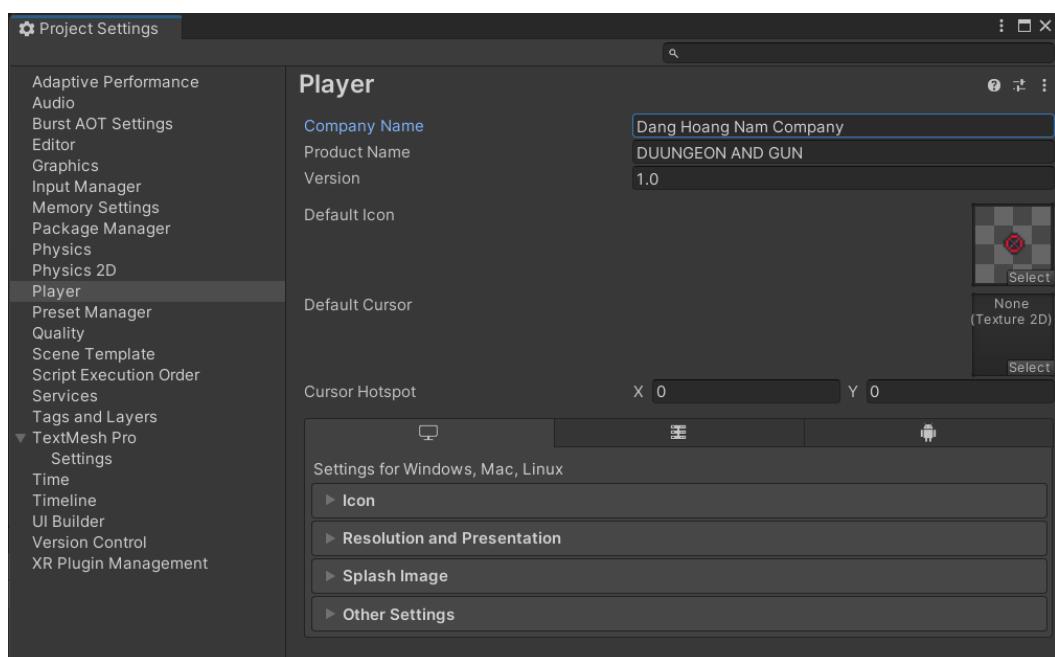 Project Settings
Adaptive Performance
Audio
Burst AOT Settings
Editor
Graphics
Input Manager
Memory Settings
Package Manager
Physics
Physics 2D
Player
Preset Manager
Quality
Scene Template
Script Execution Order
Services
Tags and Layers
TextMesh Pro
Settings
Time
Timeline
UI Builder
Version Control
XR Plugin Management
Player
Company Name Dang Hoang Nam Company
Product Name DUUNGEON AND GUN
Version 1.0
Default Icon
Select
Default Cursor
None
(Texture 2D)
Select
Cursor Hotspot X 0 Y 0
Settings for Windows, Mac, Linux
Icon
Resolution and Presentation
Splash Image
Other Settings